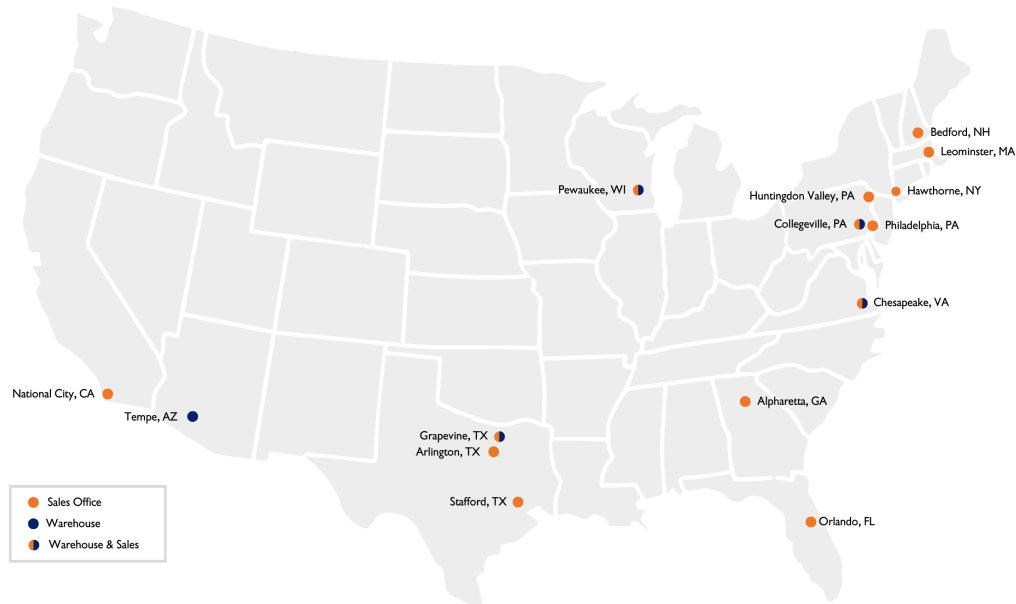 Bedford, NH
Leominster, MA
Pewaukee, WI
Hawthorne, NY
Huntingdon Valley, PA
Collegeville, PA
Philadelphia, PA
Chesapeake, VA
National City, CA
Alpharetta, GA
Tempe, AZ
Grapevine, TX
Arlington, TX
Stafford, TX
Orlando, FL
Sales Office
Warehouse
Warehouse & Sales